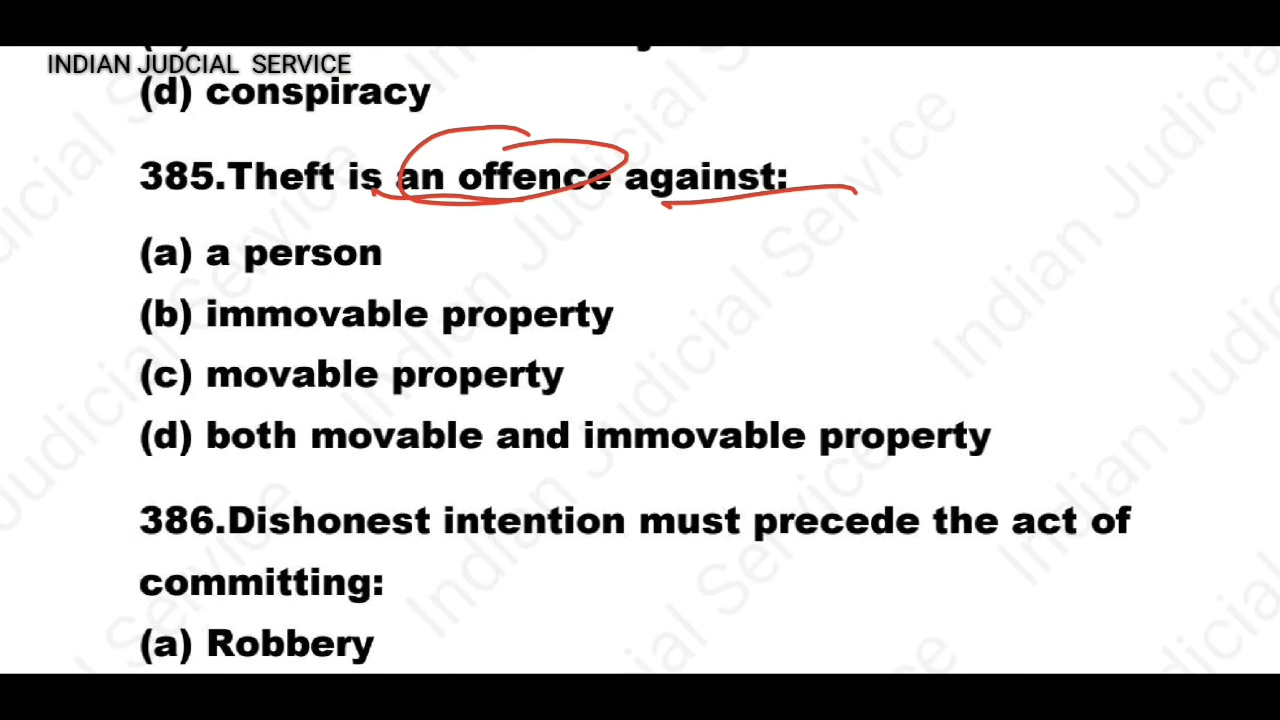 INDIAN JUDCIAL SERVICE
(d) conspiracy
385.Theft is an offence against:
(a) a person
(b) immovable property
(c) movable property
(d) both movable and immovable property
386.Dishonest intention must precede the act of
committing:
(a) Robbery